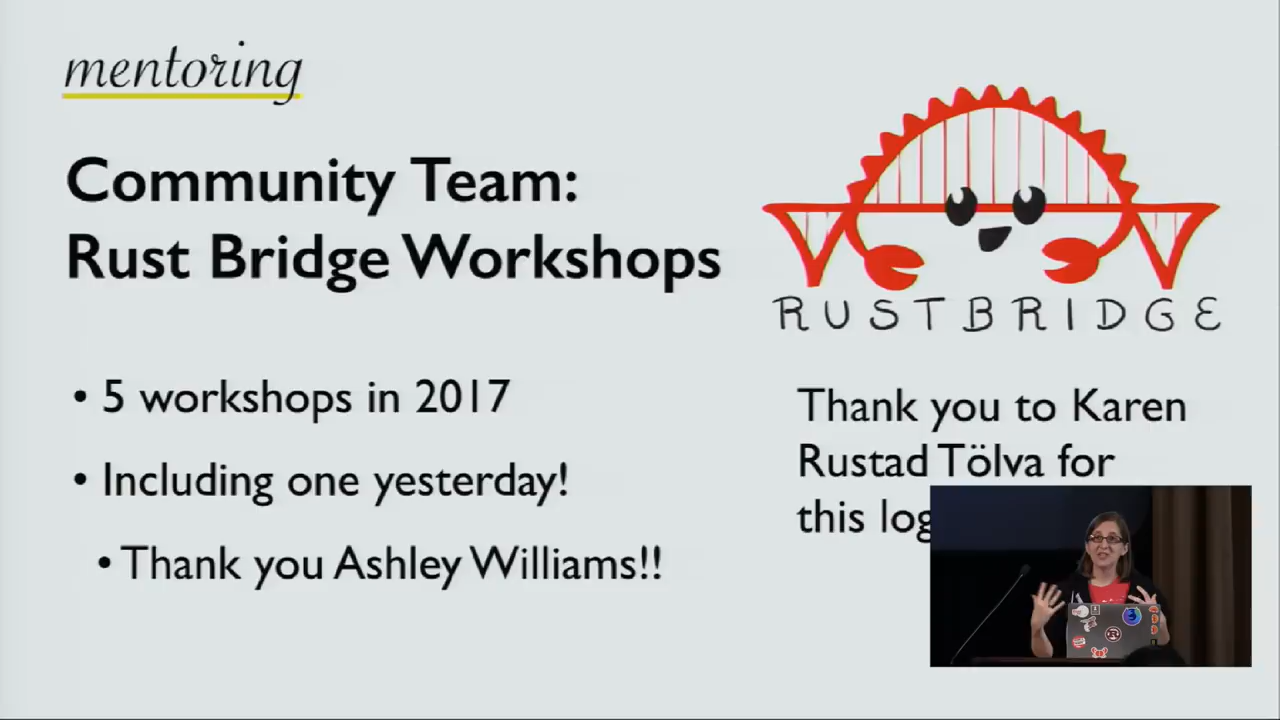 mentoring
Community Team:
Rust Bridge Workshops
RUSTBRIDGE
• 5 workshops in 2017
• Including one yesterday!
• Thank you Ashley Williams!!
Thank you to Karen
Rustad Tölva for
this log